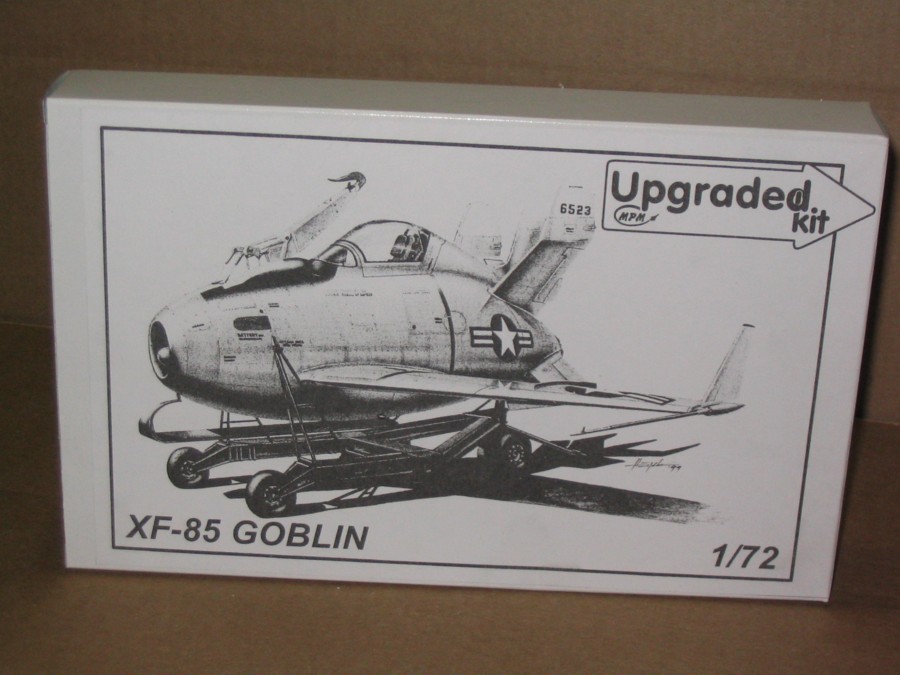 Upgraded
MPM
kit
6523
XF-85 GOBLIN
1/72